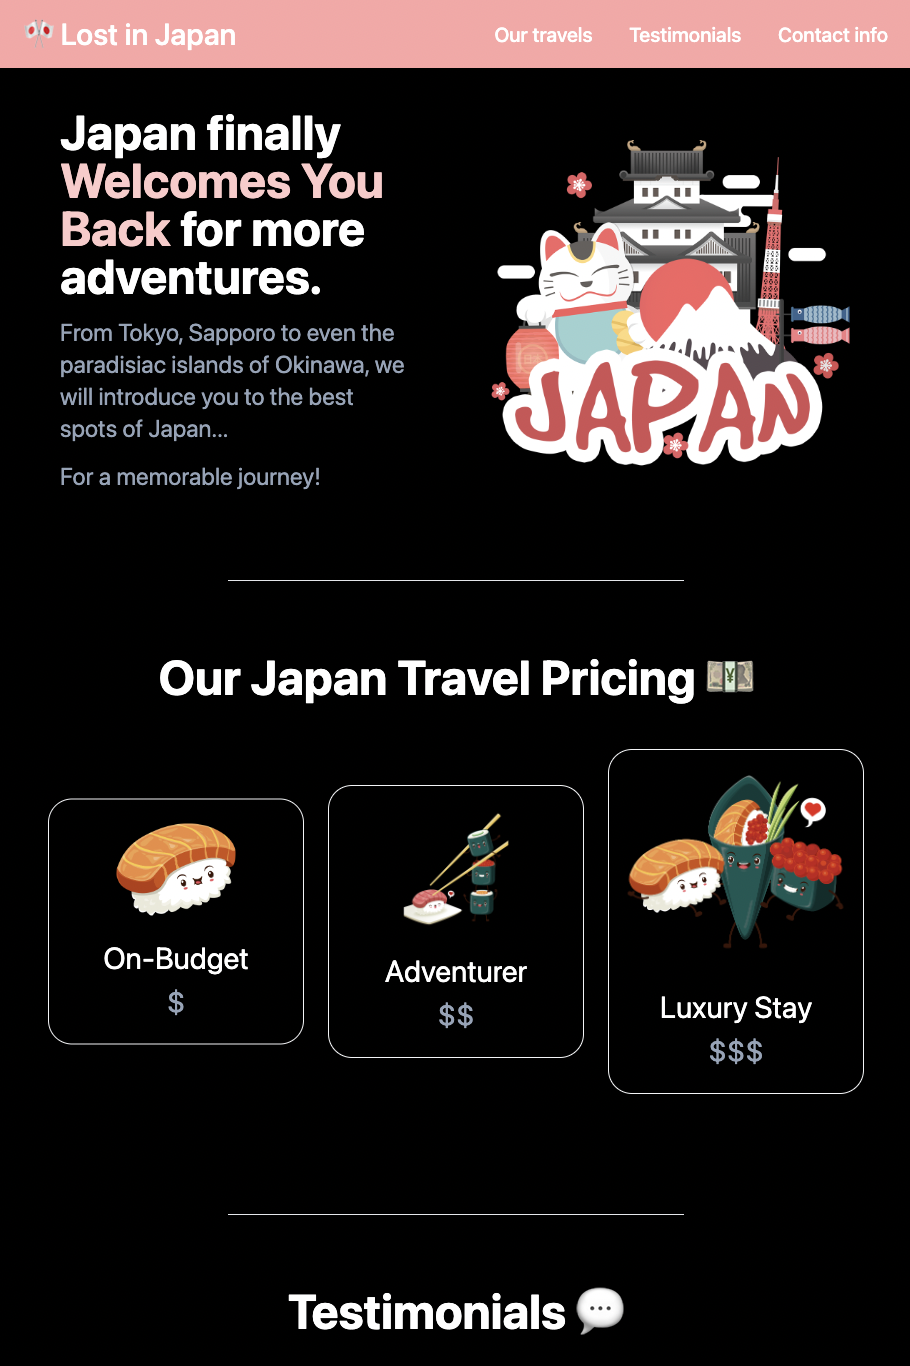 Lost in Japan
Our travels
Testimonials
Contact info
Japan finally
Welcomes You
Back for more
adventures.
From Tokyo, Sapporo to even the
paradisiac islands of Okinawa, we
will introduce you to the best
spots of Japan...
For a memorable journey!
JAPAN
Our Japan Travel Pricing 💴
On-Budget
$
Adventurer
$$
Luxury Stay
$$$
Testimonials 💬